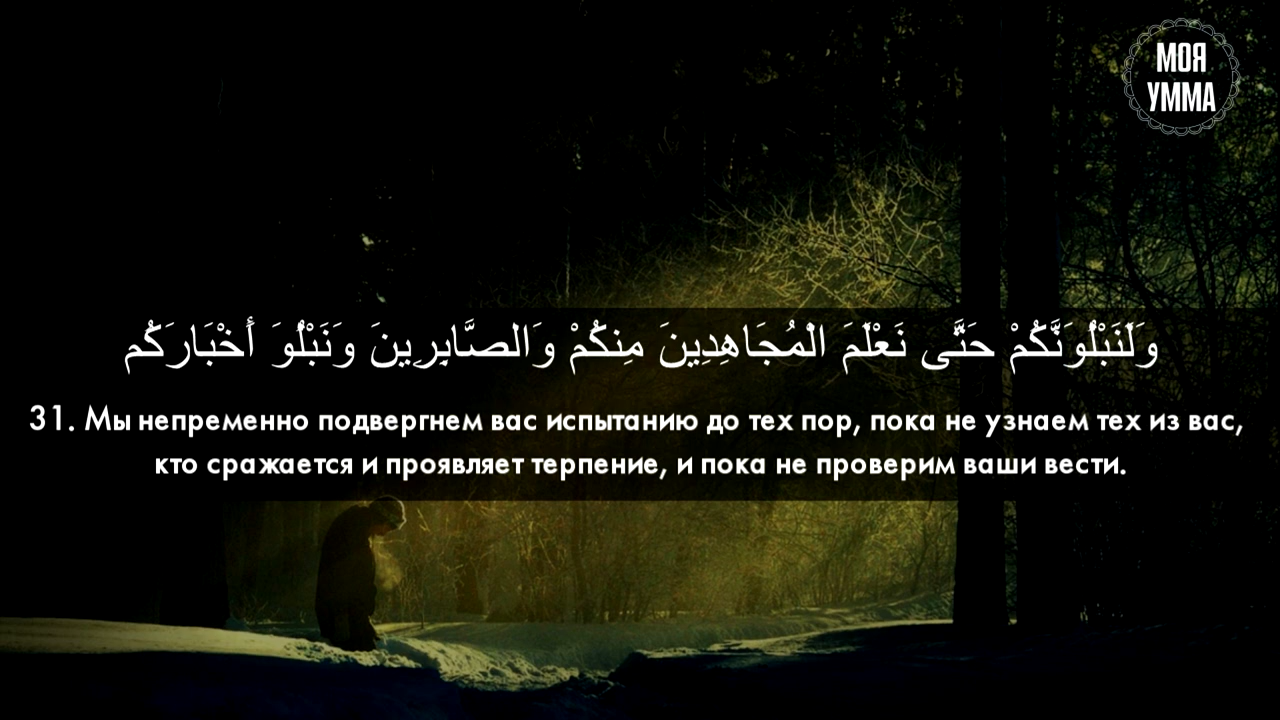 МОЯ
УММА
وَلَنَبْلُوَنَّكُمْ حَتَّى نَعْلَمَ الْمُجَاهِدِينَ مِنكُمْ وَالصَّابِرِينَ وَنَبْلُوَ أَخْبَارَكُم
31. Мы непременно подвергнем вас испытанию до тех пор, пока не узнаем тех из вас,
кто сражается и проявляет терпение, и пока не проверим ваши вести.